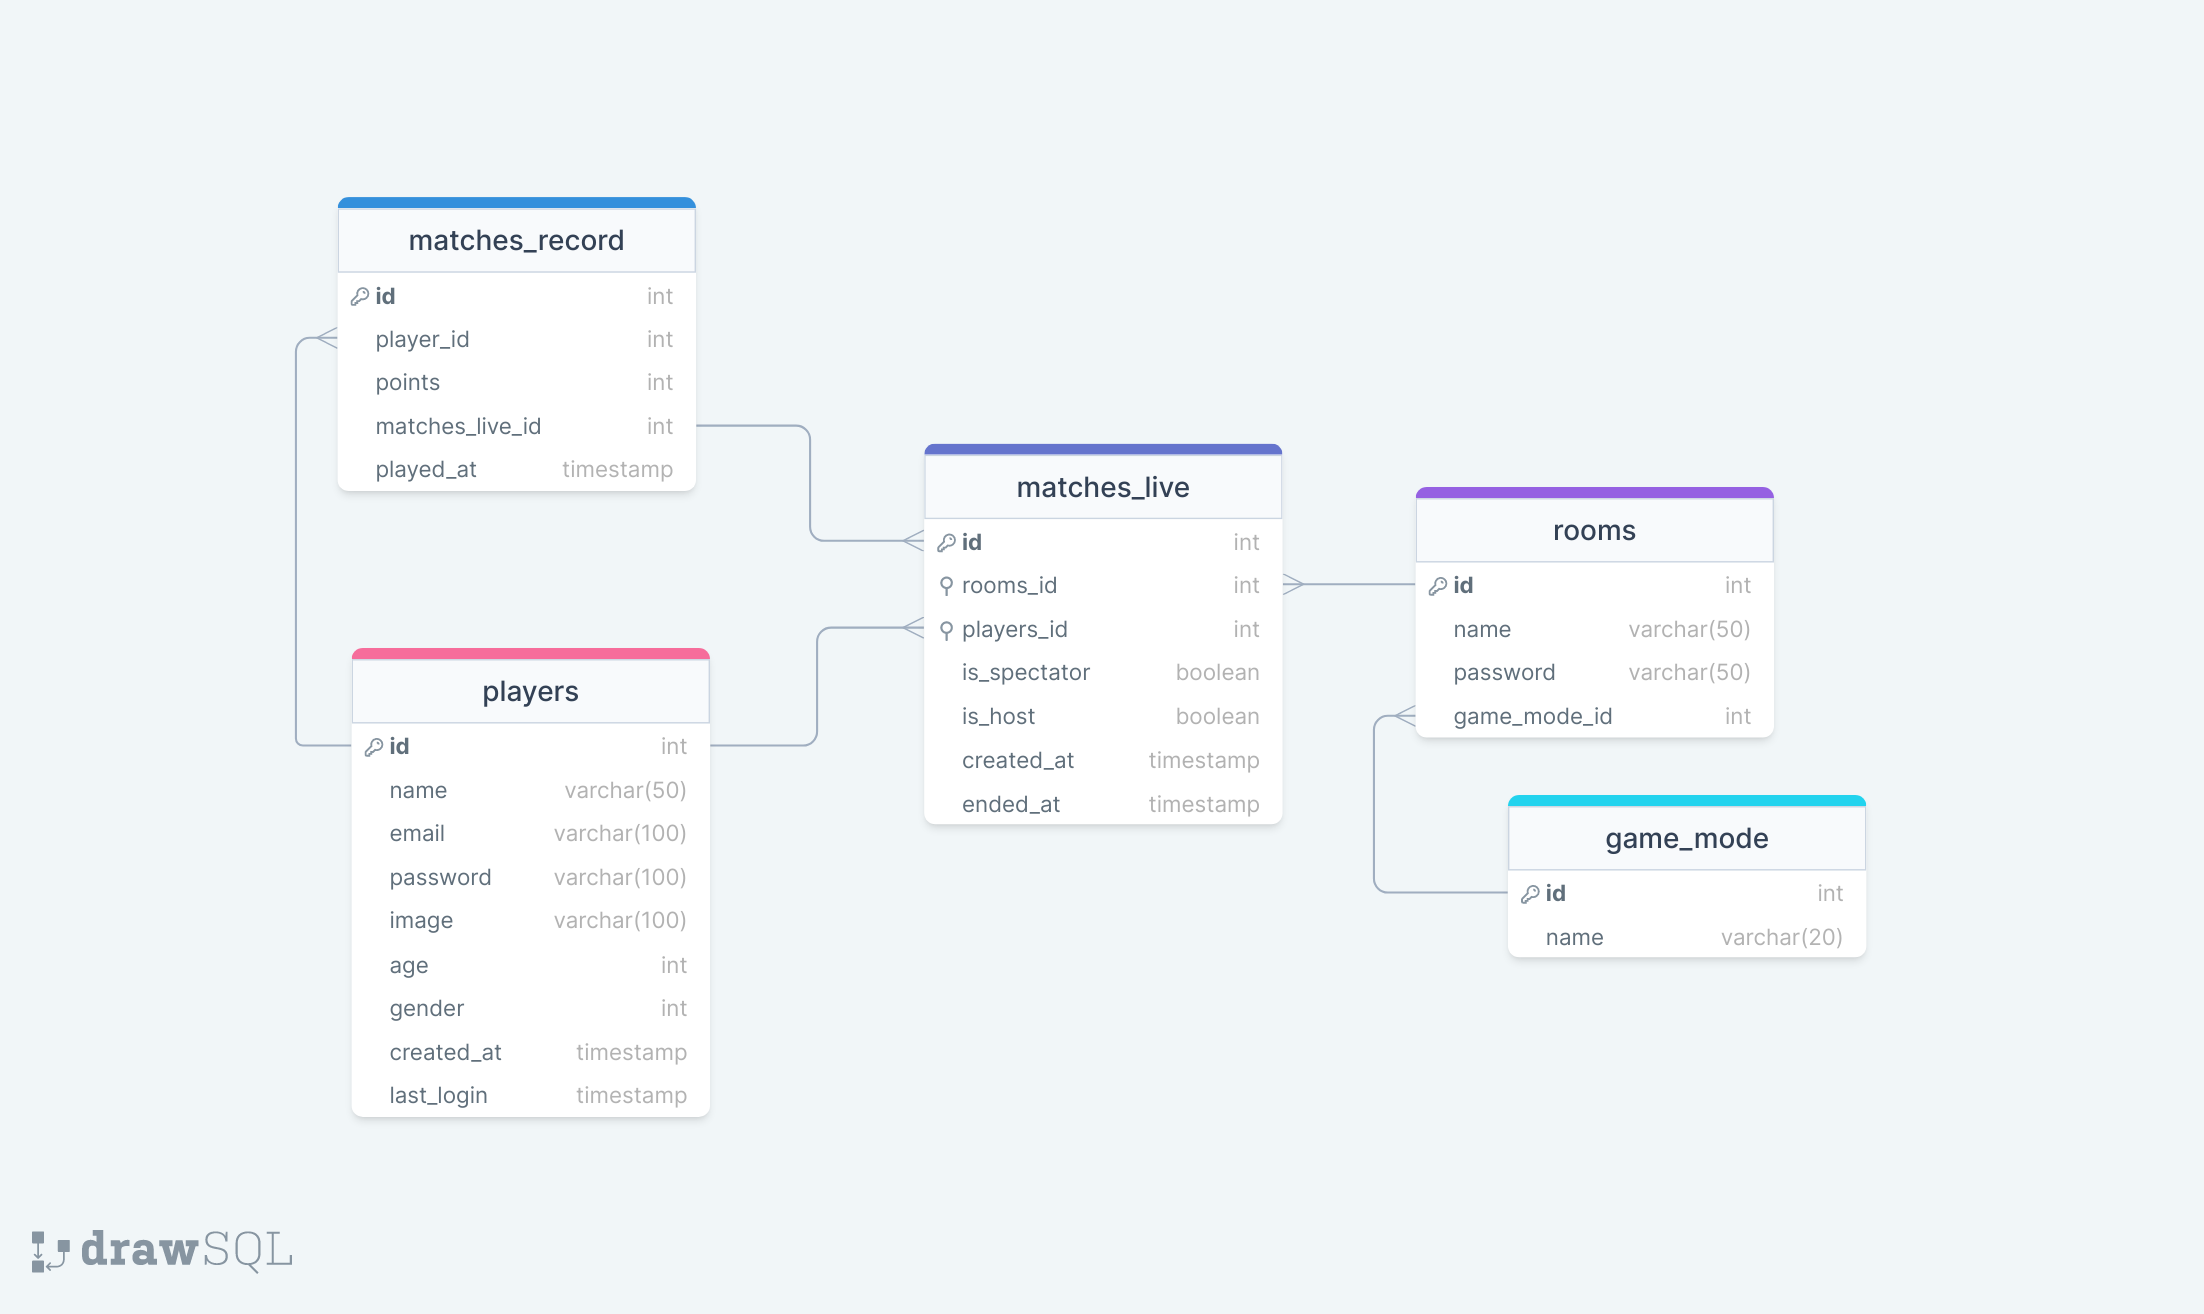 matches_record
id int
player_id int
points int
matches_live_id int
played_at timestamp
players
id int
name varchar(50)
email varchar(100)
password varchar(100)
image varchar(100)
age int
gender int
created_at timestamp
last_login timestamp
matches_live
id int
rooms_id int
players_id int
is_spectator boolean
is_host boolean
created_at timestamp
ended_at timestamp
rooms
id int
name varchar(50)
password varchar(50)
game_mode_id int
game_mode
id int
name varchar(20)
drawSQL